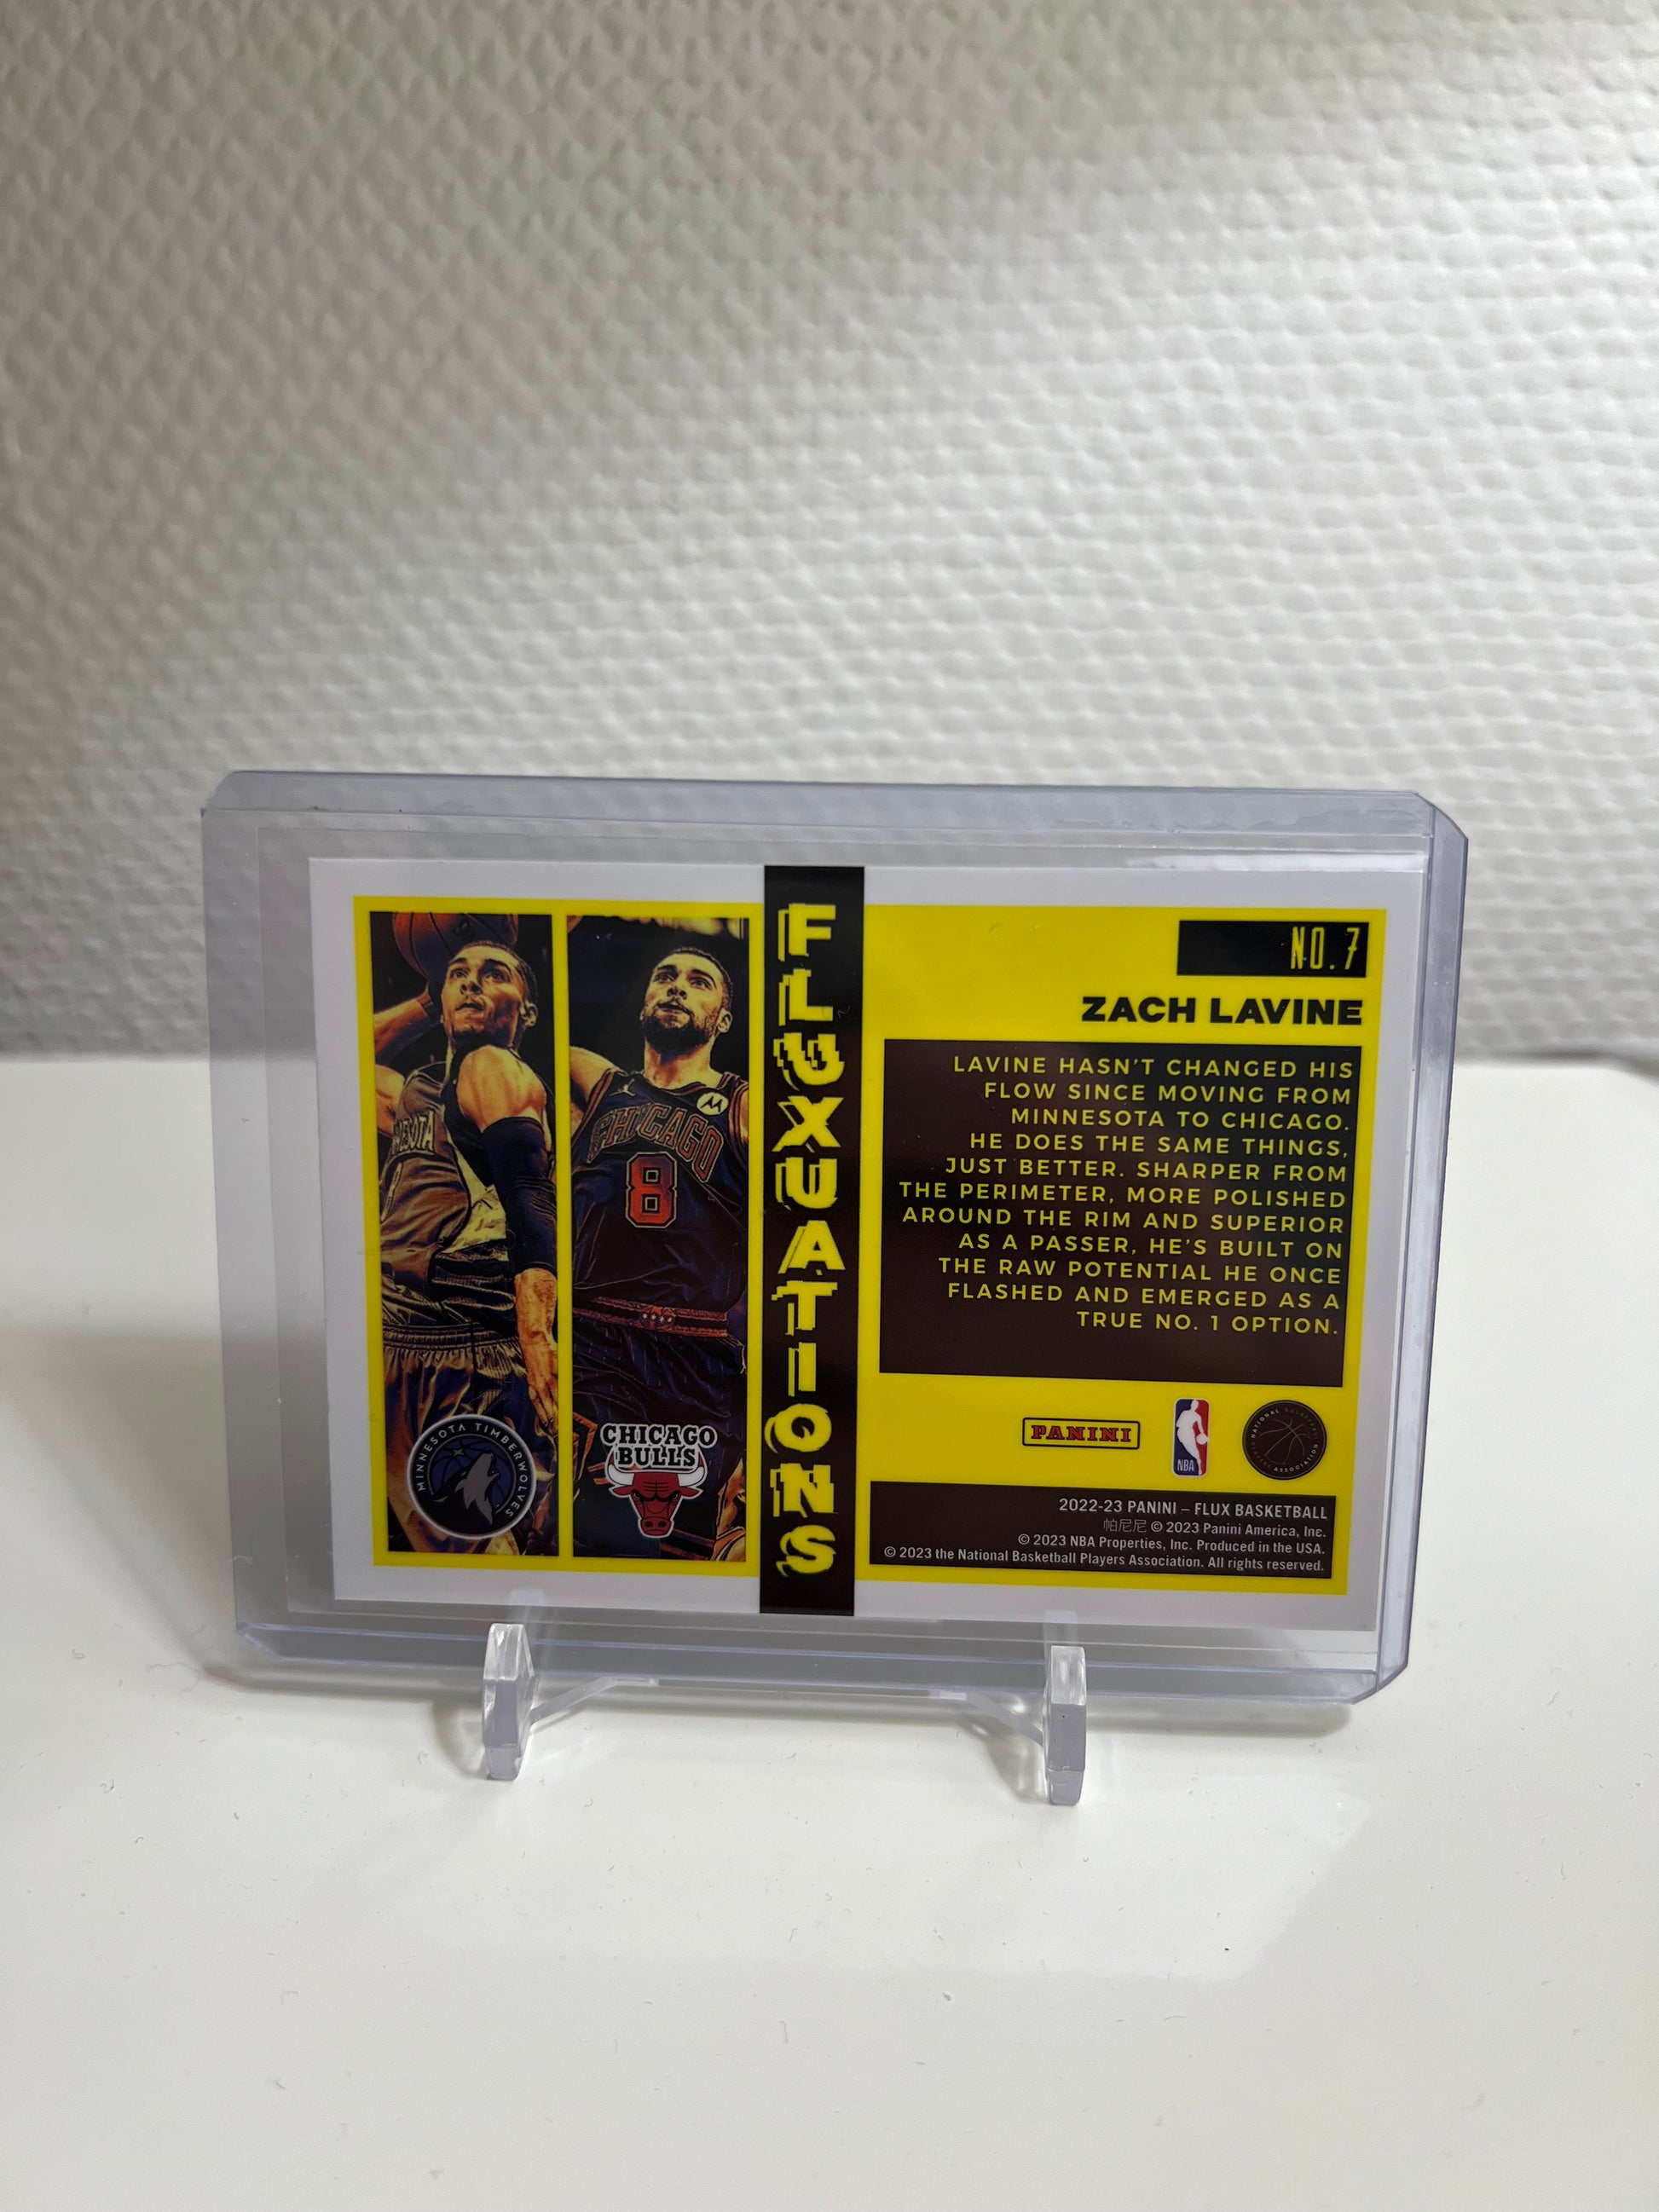 FLUXUATIONS
NO.7
ZACH LAVINE
LAVINE HASN'T CHANGED HIS
FLOW SINCE MOVING FROM
MINNESOTA TO CHICAGO.
HE DOES THE SAME THINGS,
JUST BETTER. SHARPER FROM
THE PERIMETER, MORE POLISHED
AROUND THE RIM AND SUPERIOR
AS A PASSER, HE'S BUILT ON
THE RAW POTENTIAL HE ONCE
FLASHED AND EMERGED AS A
TRUE NO. 1 OPTION.
CHICAGO
8
MINNESOTA TIMBERWOLVES
CHICAGO
BULLS
PANINI
NBA
NATIONAL BASKETBALL
PLAYERS ASSOCIATION
2022-23 PANINI – FLUX BASKETBALL
帕尼尼 © 2023 Panini America, Inc.
© 2023 NBA Properties, Inc. Produced in the USA.
© 2023 the National Basketball Players Association. All rights reserved.